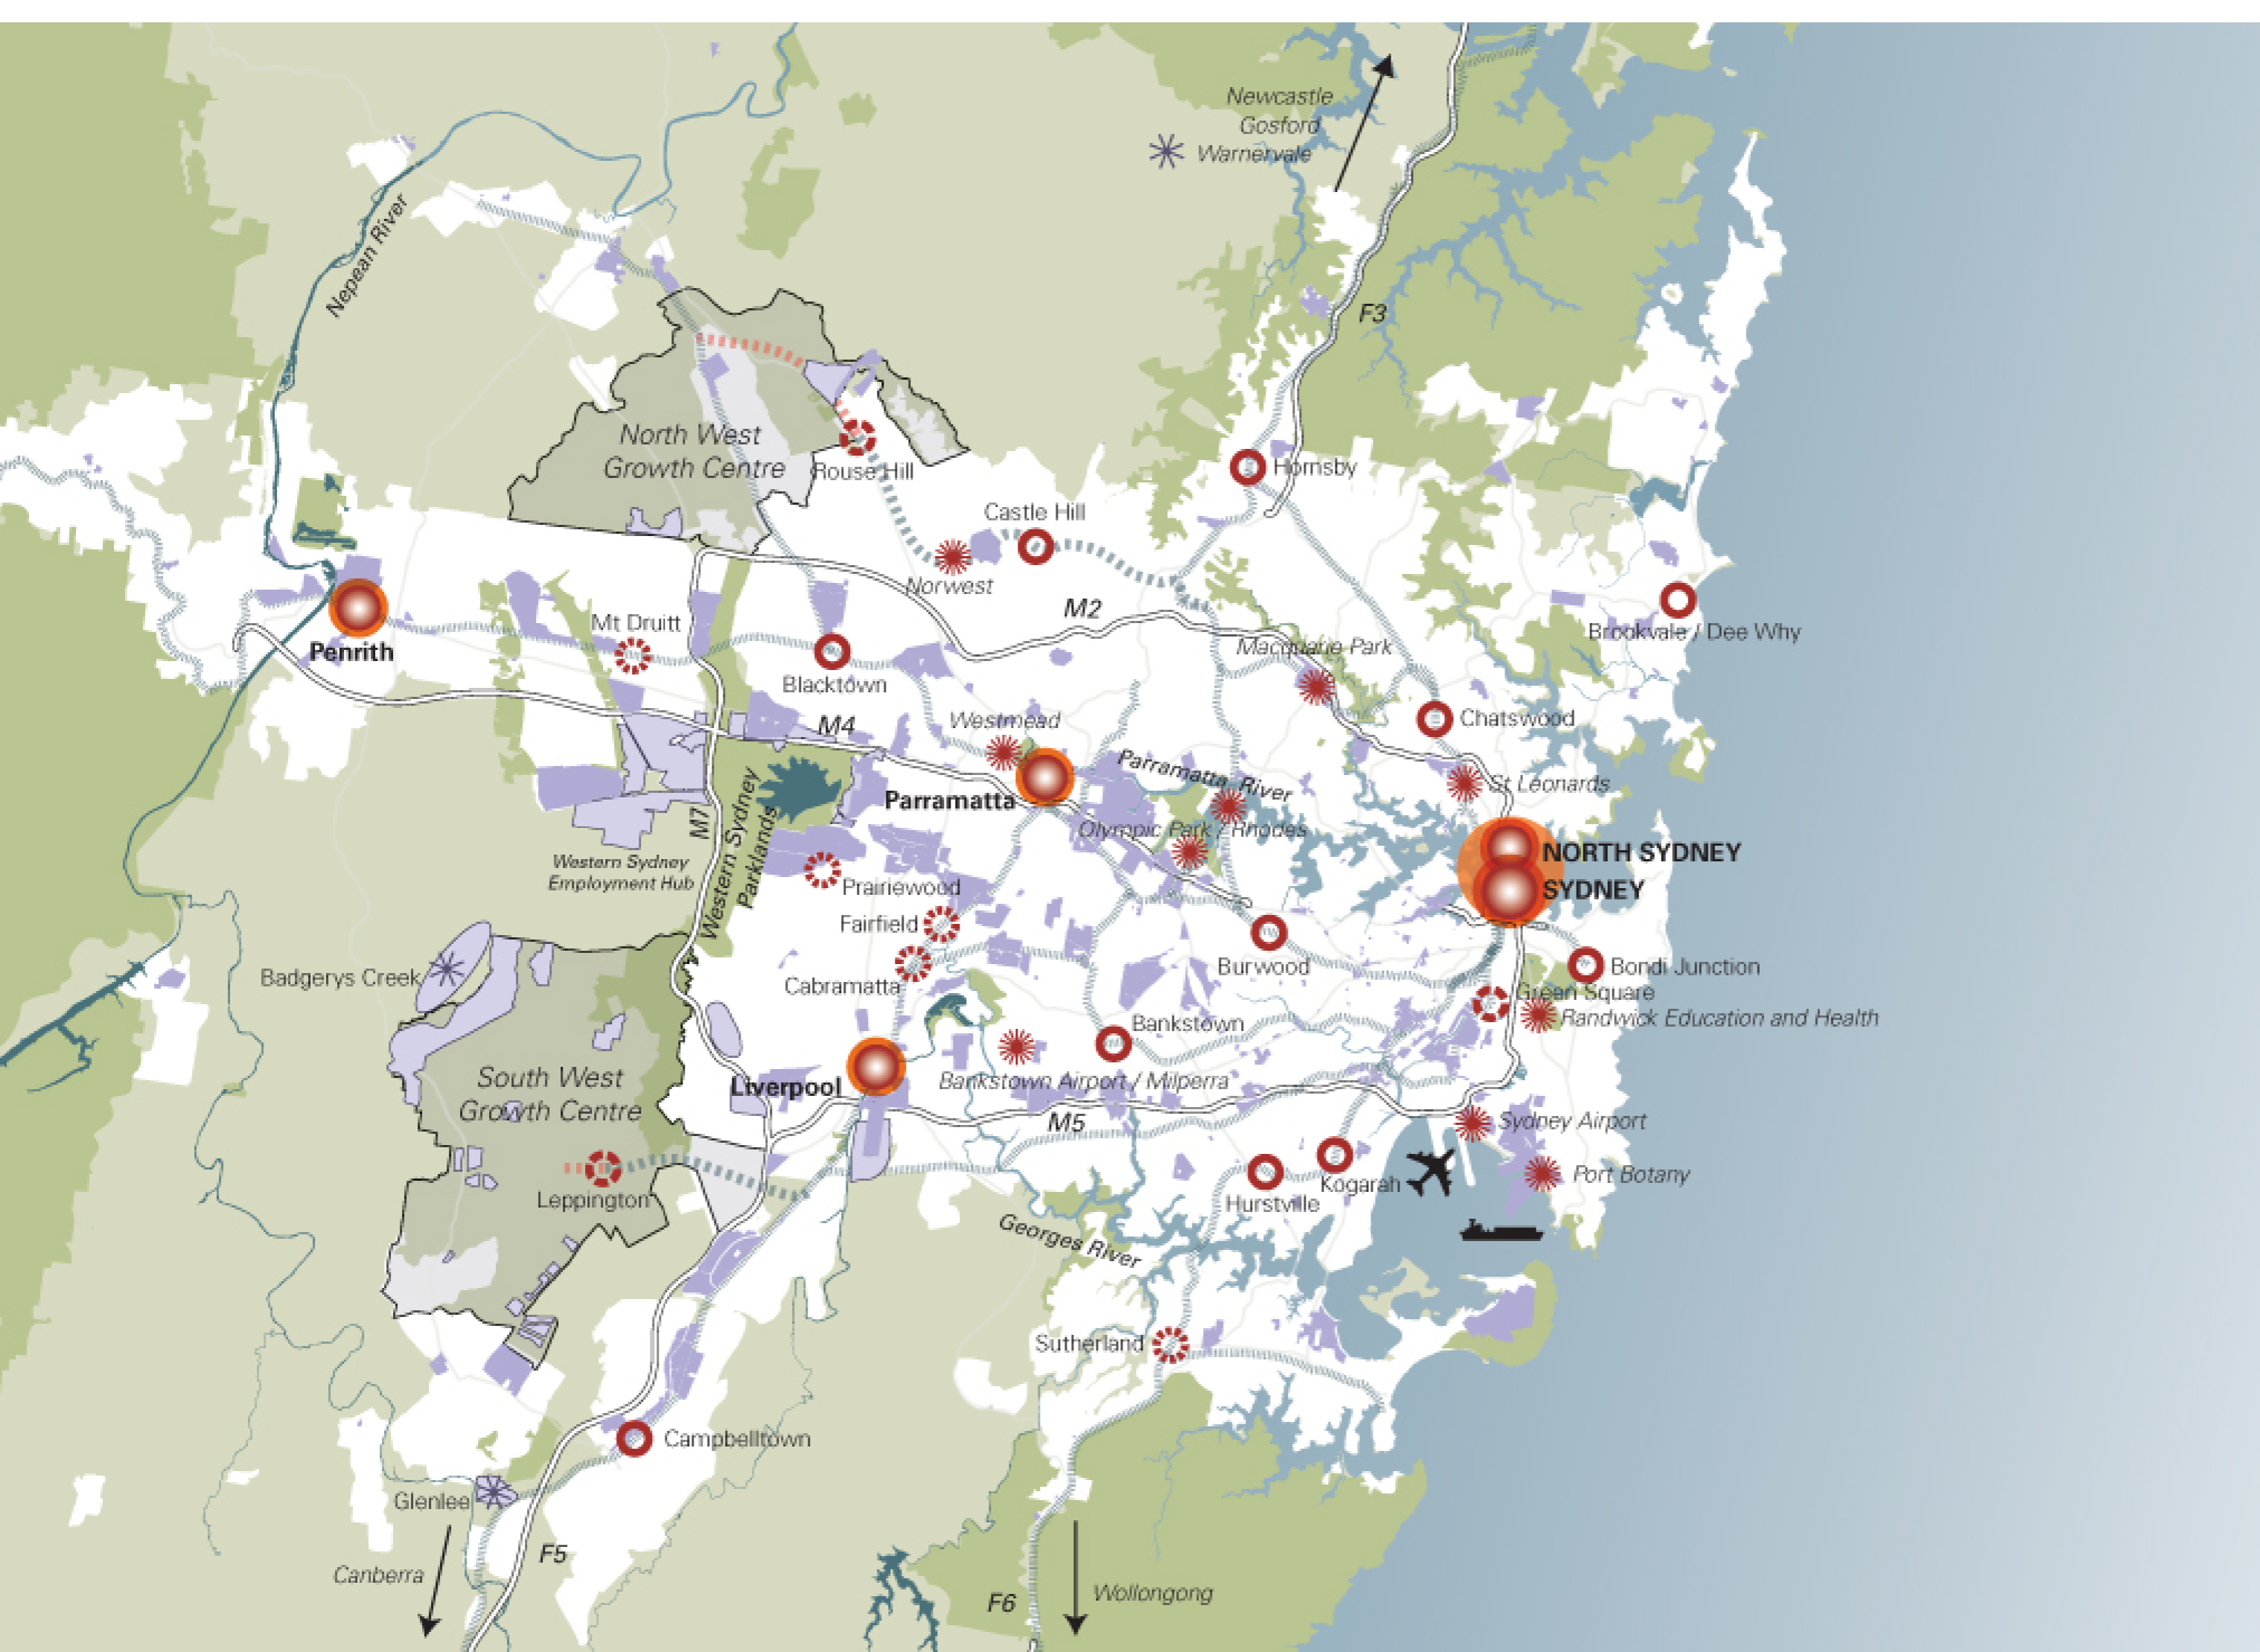 Newcastle
Gosford
Warnervale
Nepean River
F3
North West
Growth Centre
Rouse Hill
Hornsby
Castle Hill
Norwest
M2
Mt Druitt
Penrith
Brookvale / Dee Why
Macquarie Park
Blacktown
M4
Westmead
Chatswood
Parramatta River
St Leonards
Parramatta
M7
Western Sydney
Parklands
Olympic Park / Rhodes
NORTH SYDNEY
SYDNEY
Western Sydney
Employment Hub
Prairiewood
Fairfield
Cabramatta
Burwood
Bondi Junction
Badgerys Creek
Green Square
Randwick Education and Health
Bankstown
South West
Growth Centre
Liverpool
Bankstown Airport / Milperra
M5
Sydney Airport
Port Botany
Leppington
Kogarah
Hurstville
Georges River
Sutherland
Campbelltown
Glenlee
F5
Canberra
F6
Wollongong